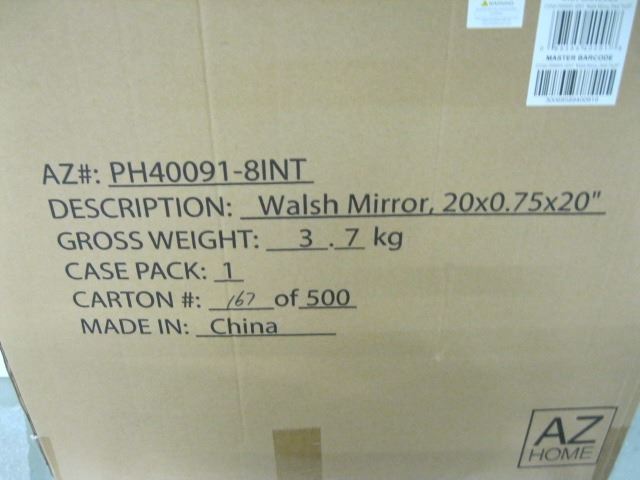 WARNING
MASTER BARCODE
AZ#: PH40091-8INT
DESCRIPTION: Walsh Mirror, 20x0.75x20"
GROSS WEIGHT: 3.7 kg
CASE PACK: 1
CARTON #: 167 of 500
MADE IN: China
AZ
HOME